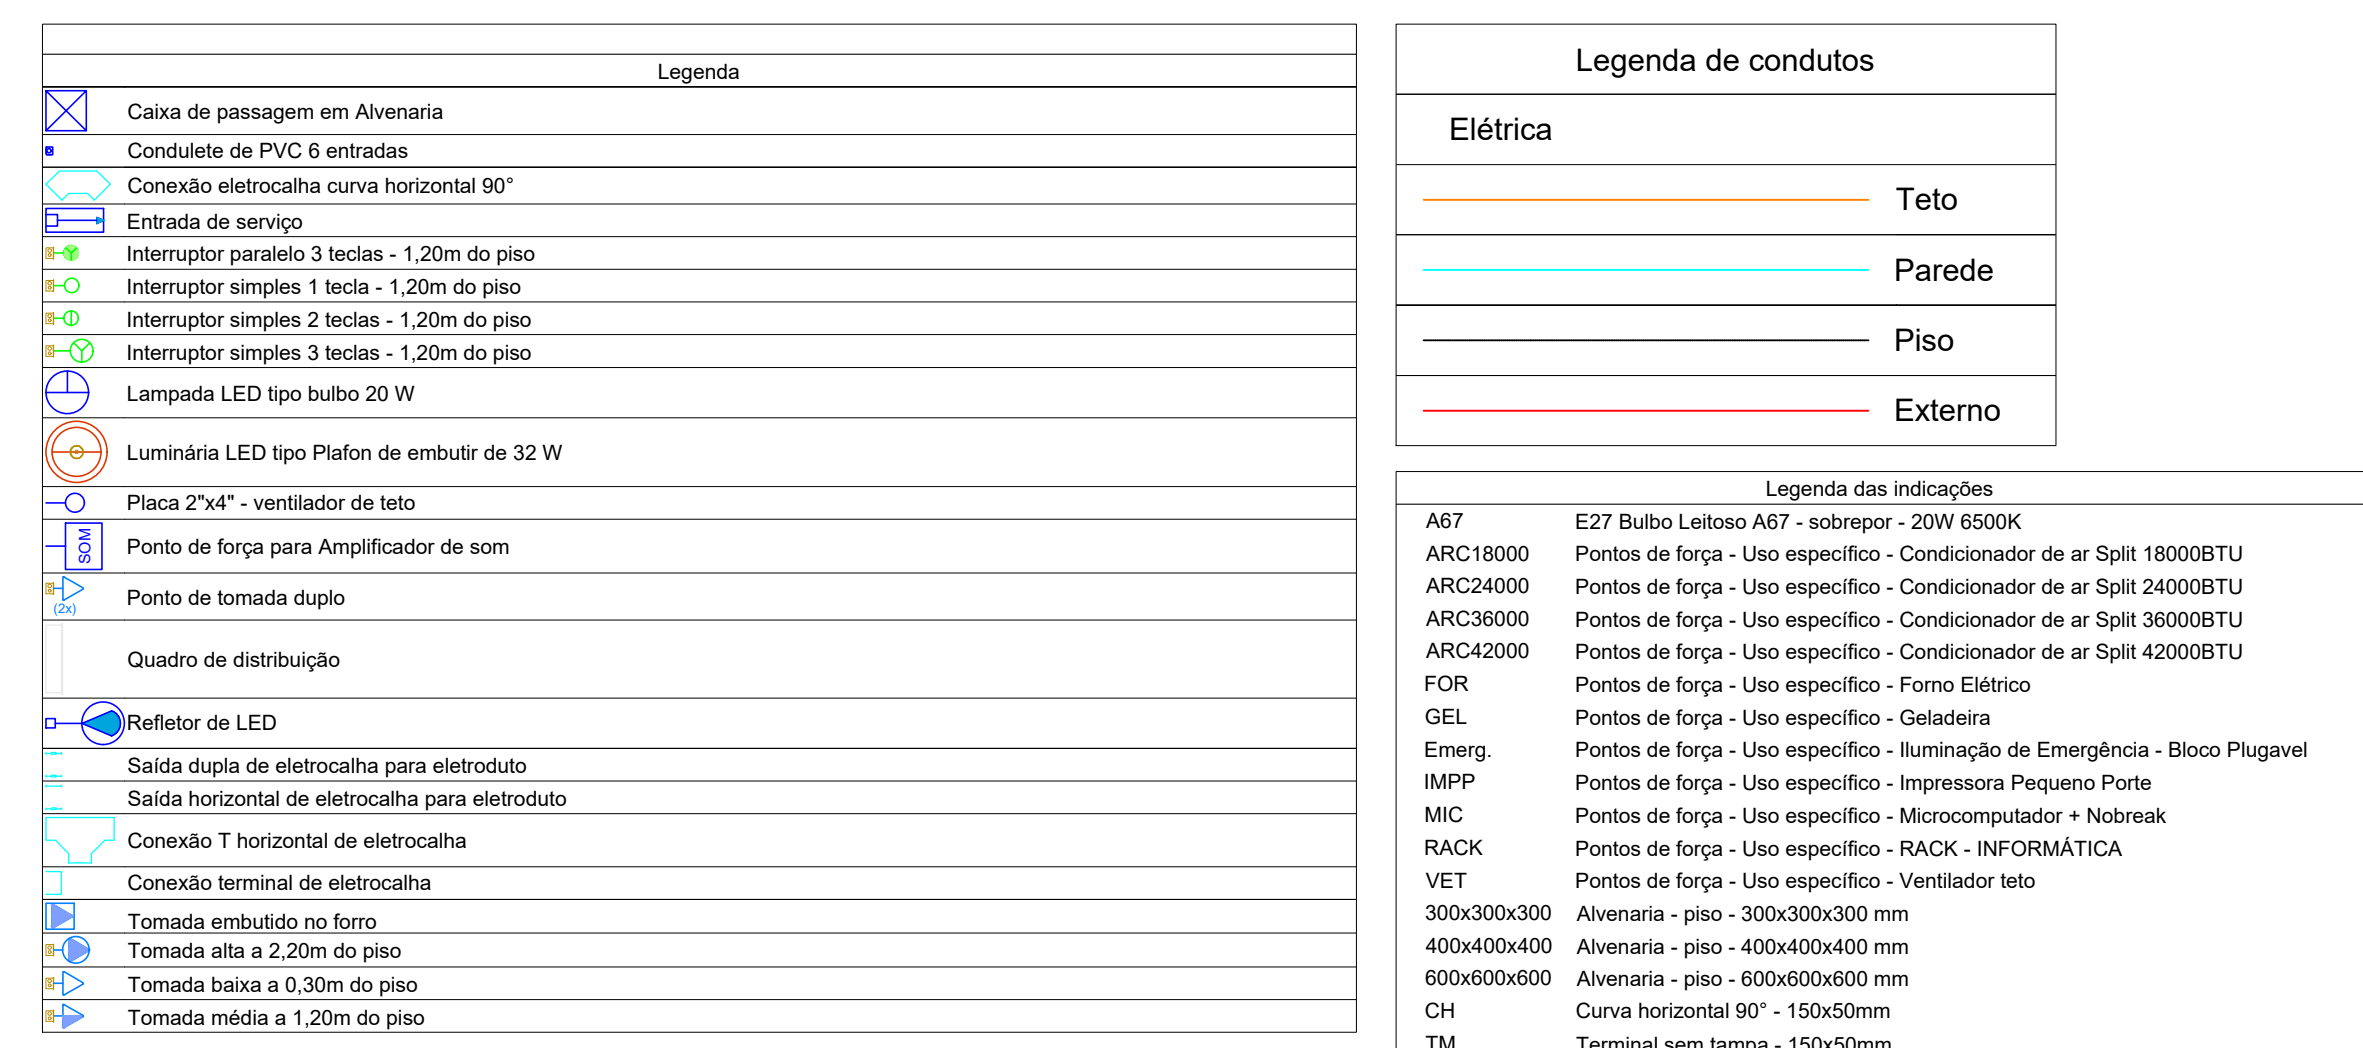 Legenda
Caixa de passagem em Alvenaria
Condulete de PVC 6 entradas
Conexão eletrocalha curva horizontal 90°
Entrada de serviço
Interruptor paralelo 3 teclas - 1,20m do piso
Interruptor simples 1 tecla - 1,20m do piso
Interruptor simples 2 teclas - 1,20m do piso
Interruptor simples 3 teclas - 1,20m do piso
Lampada LED tipo bulbo 20 W
Luminária LED tipo Plafon de embutir de 32 W
Placa 2"x4" - ventilador de teto
SOM Ponto de força para Amplificador de som
(2x) Ponto de tomada duplo
Quadro de distribuição
Refletor de LED
Saída dupla de eletrocalha para eletroduto
Saída horizontal de eletrocalha para eletroduto
Conexão T horizontal de eletrocalha
Conexão terminal de eletrocalha
Tomada embutido no forro
Tomada alta a 2,20m do piso
Tomada baixa a 0,30m do piso
Tomada média a 1,20m do piso
Legenda de condutos
Elétrica
Teto
Parede
Piso
Externo
Legenda das indicações
A67 E27 Bulbo Leitoso A67 - sobrepor - 20W 6500K
ARC18000 Pontos de força - Uso específico - Condicionador de ar Split 18000BTU
ARC24000 Pontos de força - Uso específico - Condicionador de ar Split 24000BTU
ARC36000 Pontos de força - Uso específico - Condicionador de ar Split 36000BTU
ARC42000 Pontos de força - Uso específico - Condicionador de ar Split 42000BTU
FOR Pontos de força - Uso específico - Forno Elétrico
GEL Pontos de força - Uso específico - Geladeira
Emerg. Pontos de força - Uso específico - Iluminação de Emergência - Bloco Plugavel
IMPP Pontos de força - Uso específico - Impressora Pequeno Porte
MIC Pontos de força - Uso específico - Microcomputador + Nobreak
RACK Pontos de força - Uso específico - RACK - INFORMÁTICA
VET Pontos de força - Uso específico - Ventilador teto
300x300x300 Alvenaria - piso - 300x300x300 mm
400x400x400 Alvenaria - piso - 400x400x400 mm
600x600x600 Alvenaria - piso - 600x600x600 mm
CH Curva horizontal 90° - 150x50mm
TM Terminal sem tampa - 150x50mm